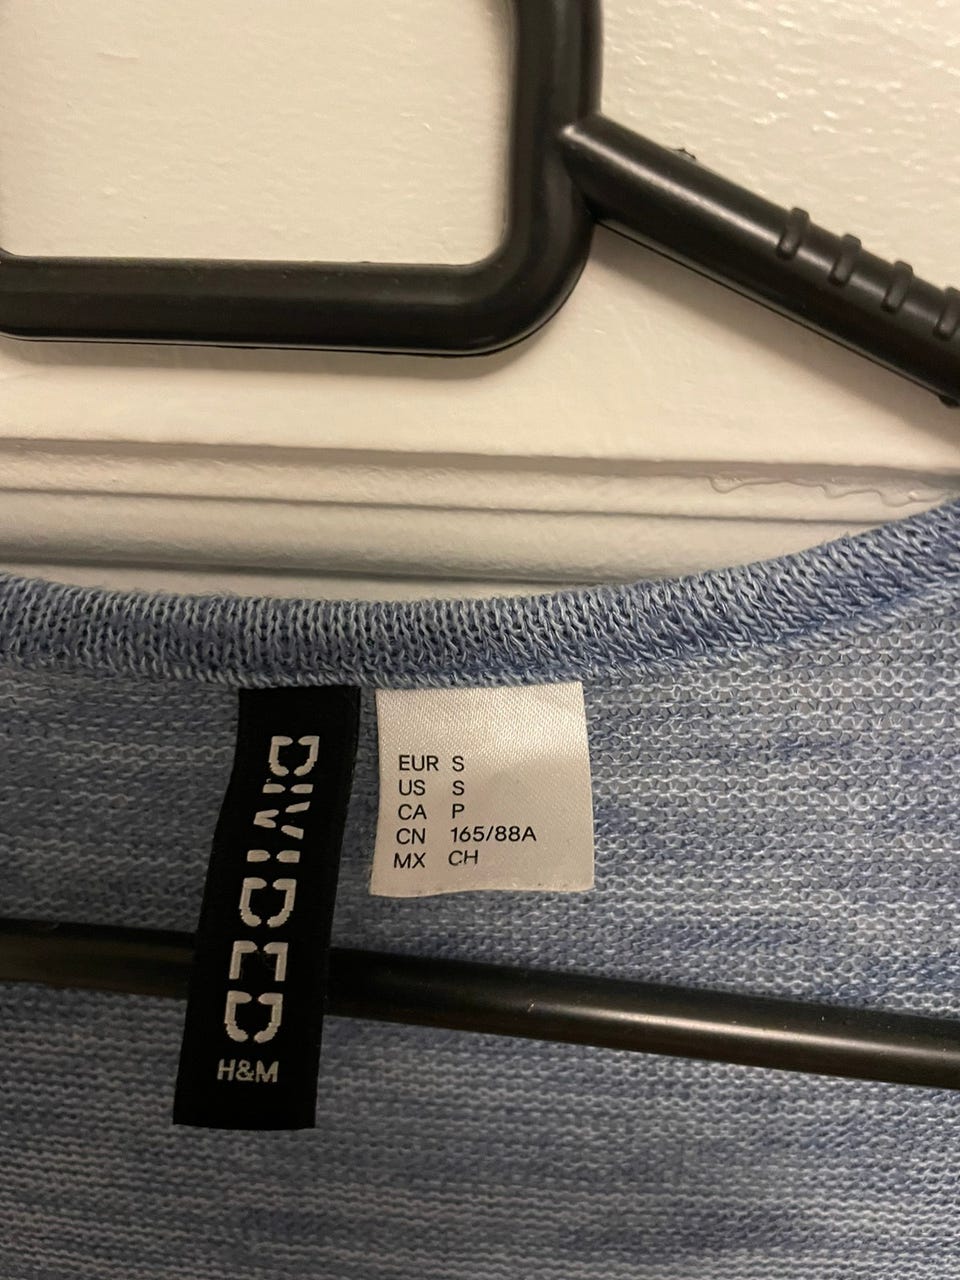 DIVIDED
H&M
EUR S
US S
CA P
CN 165/88A
MX CH